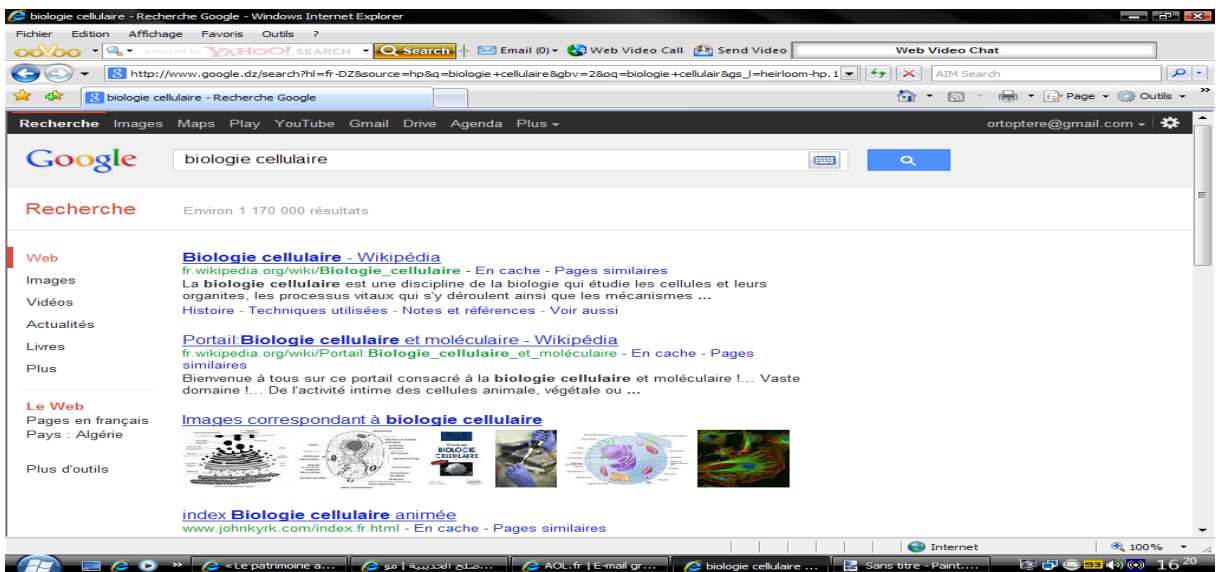 biologie cellulaire - Recherche Google - Windows Internet Explorer
Fichier Edition Affichage Favoris Outils ?
ooVoo powered by YAHOO! SEARCH Search Email (0) Web Video Call Send Video Web Video Chat
http://www.google.dz/search?hl=fr-DZ&source=hp&q=biologie+cellulaire&gbv=2&oq=biologie+cellulair&gs_l=heirloom-hp.1 AIM Search
biologie cellulaire - Recherche Google Page Outils »
Recherche Images Maps Play YouTube Gmail Drive Agenda Plus ortoptere@gmail.com
Google biologie cellulaire
Recherche Environ 1 170 000 résultats
Web
Images
Vidéos
Actualités
Livres
Plus
Le Web
Pages en français
Pays : Algérie
Plus d'outils
Biologie cellulaire - Wikipédia
fr.wikipedia.org/wiki/Biologie_cellulaire - En cache - Pages similaires
La biologie cellulaire est une discipline de la biologie qui étudie les cellules et leurs
organites, les processus vitaux qui s'y déroulent ainsi que les mécanismes ...
Histoire - Techniques utilisées - Notes et références - Voir aussi
Portail:Biologie cellulaire et moléculaire - Wikipédia
fr.wikipedia.org/wiki/Portail:Biologie_cellulaire_et_moléculaire - En cache - Pages
similaires
Bienvenue à tous sur ce portail consacré à la biologie cellulaire et moléculaire !... Vaste
domaine !... De l'activité intime des cellules animale, végétale ou ...
Images correspondant à biologie cellulaire
BIOLOGIE
CELLULAIRE
index Biologie cellulaire animée
www.johnkyrk.com/index.fr.html - En cache - Pages similaires
Internet 100%
» « Le patrimoine a... صلح الحديبية | مو... AOL.fr | E-mail gr... biologie cellulaire ... Sans titre - Paint.... 53 16 20